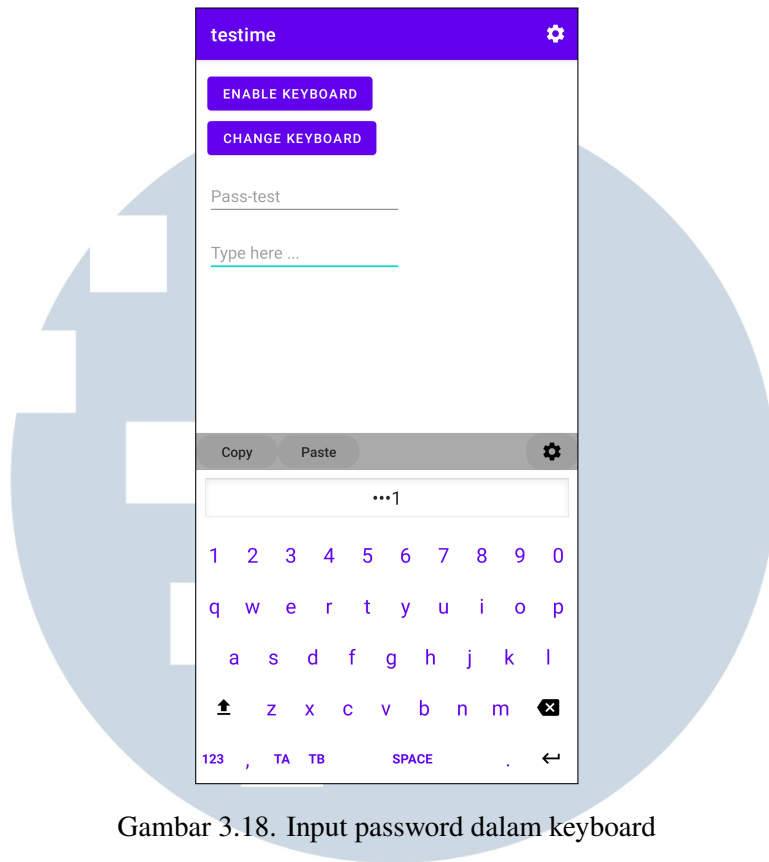 testime
ENABLE KEYBOARD
CHANGE KEYBOARD
Pass-test
Type here ...
Copy Paste
•••1
1 2 3 4 5 6 7 8 9 0
q w e r t y u i o p
a s d f g h j k l
z x c v b n m
123 , TA TB SPACE .
Gambar 3.18. Input password dalam keyboard